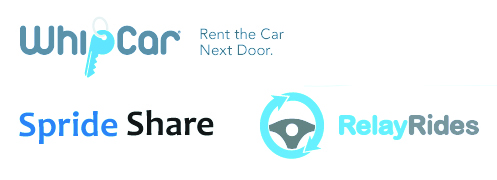 WhipCar
Rent the Car
Next Door.
Spride Share
RelayRides